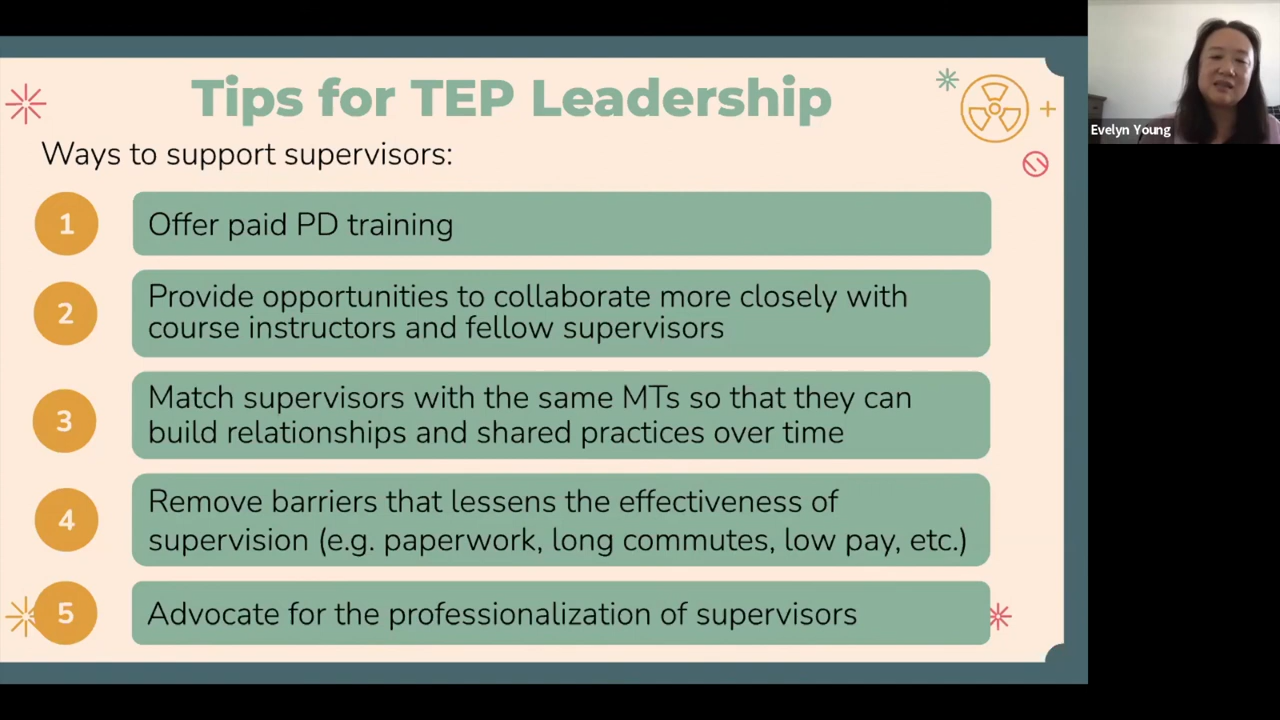 Tips for TEP Leadership
Ways to support supervisors:
1
Offer paid PD training
2
Provide opportunities to collaborate more closely with
course instructors and fellow supervisors
3
Match supervisors with the same MTs so that they can
build relationships and shared practices over time
4
Remove barriers that lessens the effectiveness of
supervision (e.g. paperwork, long commutes, low pay, etc.)
5
Advocate for the professionalization of supervisors
Evelyn Young